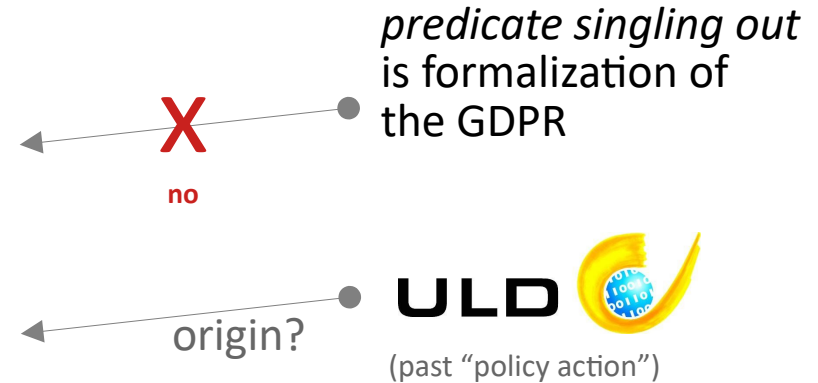 predicate singling out
is formalization of
the GDPR
X
no
ULD
origin?
(past “policy action”)